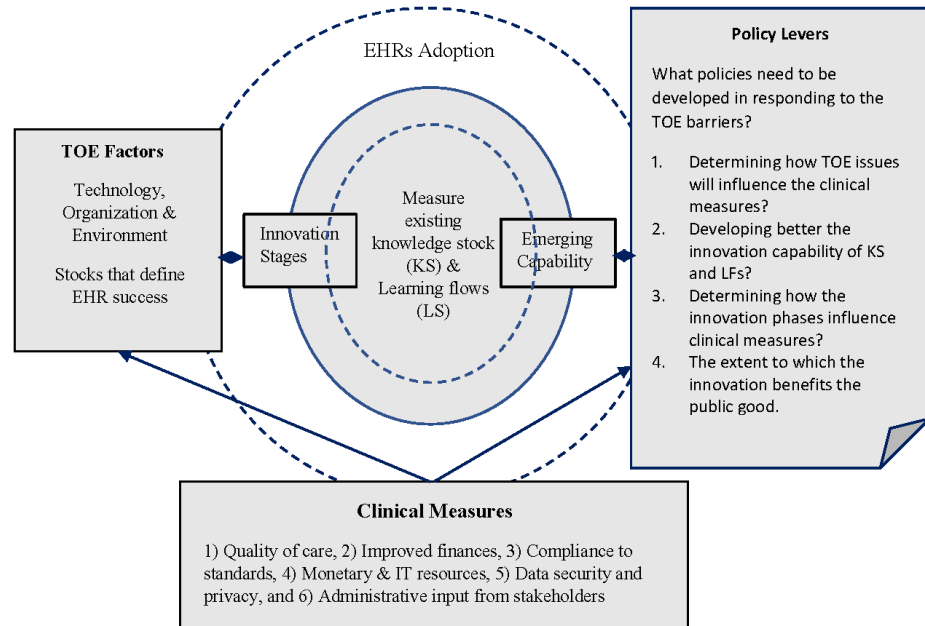 EHRs Adoption
TOE Factors
Technology,
Organization &
Environment
Stocks that define
EHR success
Innovation
Stages
Measure
existing
knowledge stock
(KS) &
Learning flows
(LS)
Emerging
Capability
Policy Levers
What policies need to be
developed in responding to the
TOE barriers?
1. Determining how TOE issues
will influence the clinical
measures?
2. Developing better the
innovation capability of KS
and LFs?
3. Determining how the
innovation phases influence
clinical measures?
4. The extent to which the
innovation benefits the
public good.
Clinical Measures
1) Quality of care, 2) Improved finances, 3) Compliance to
standards, 4) Monetary & IT resources, 5) Data security and
privacy, and 6) Administrative input from stakeholders